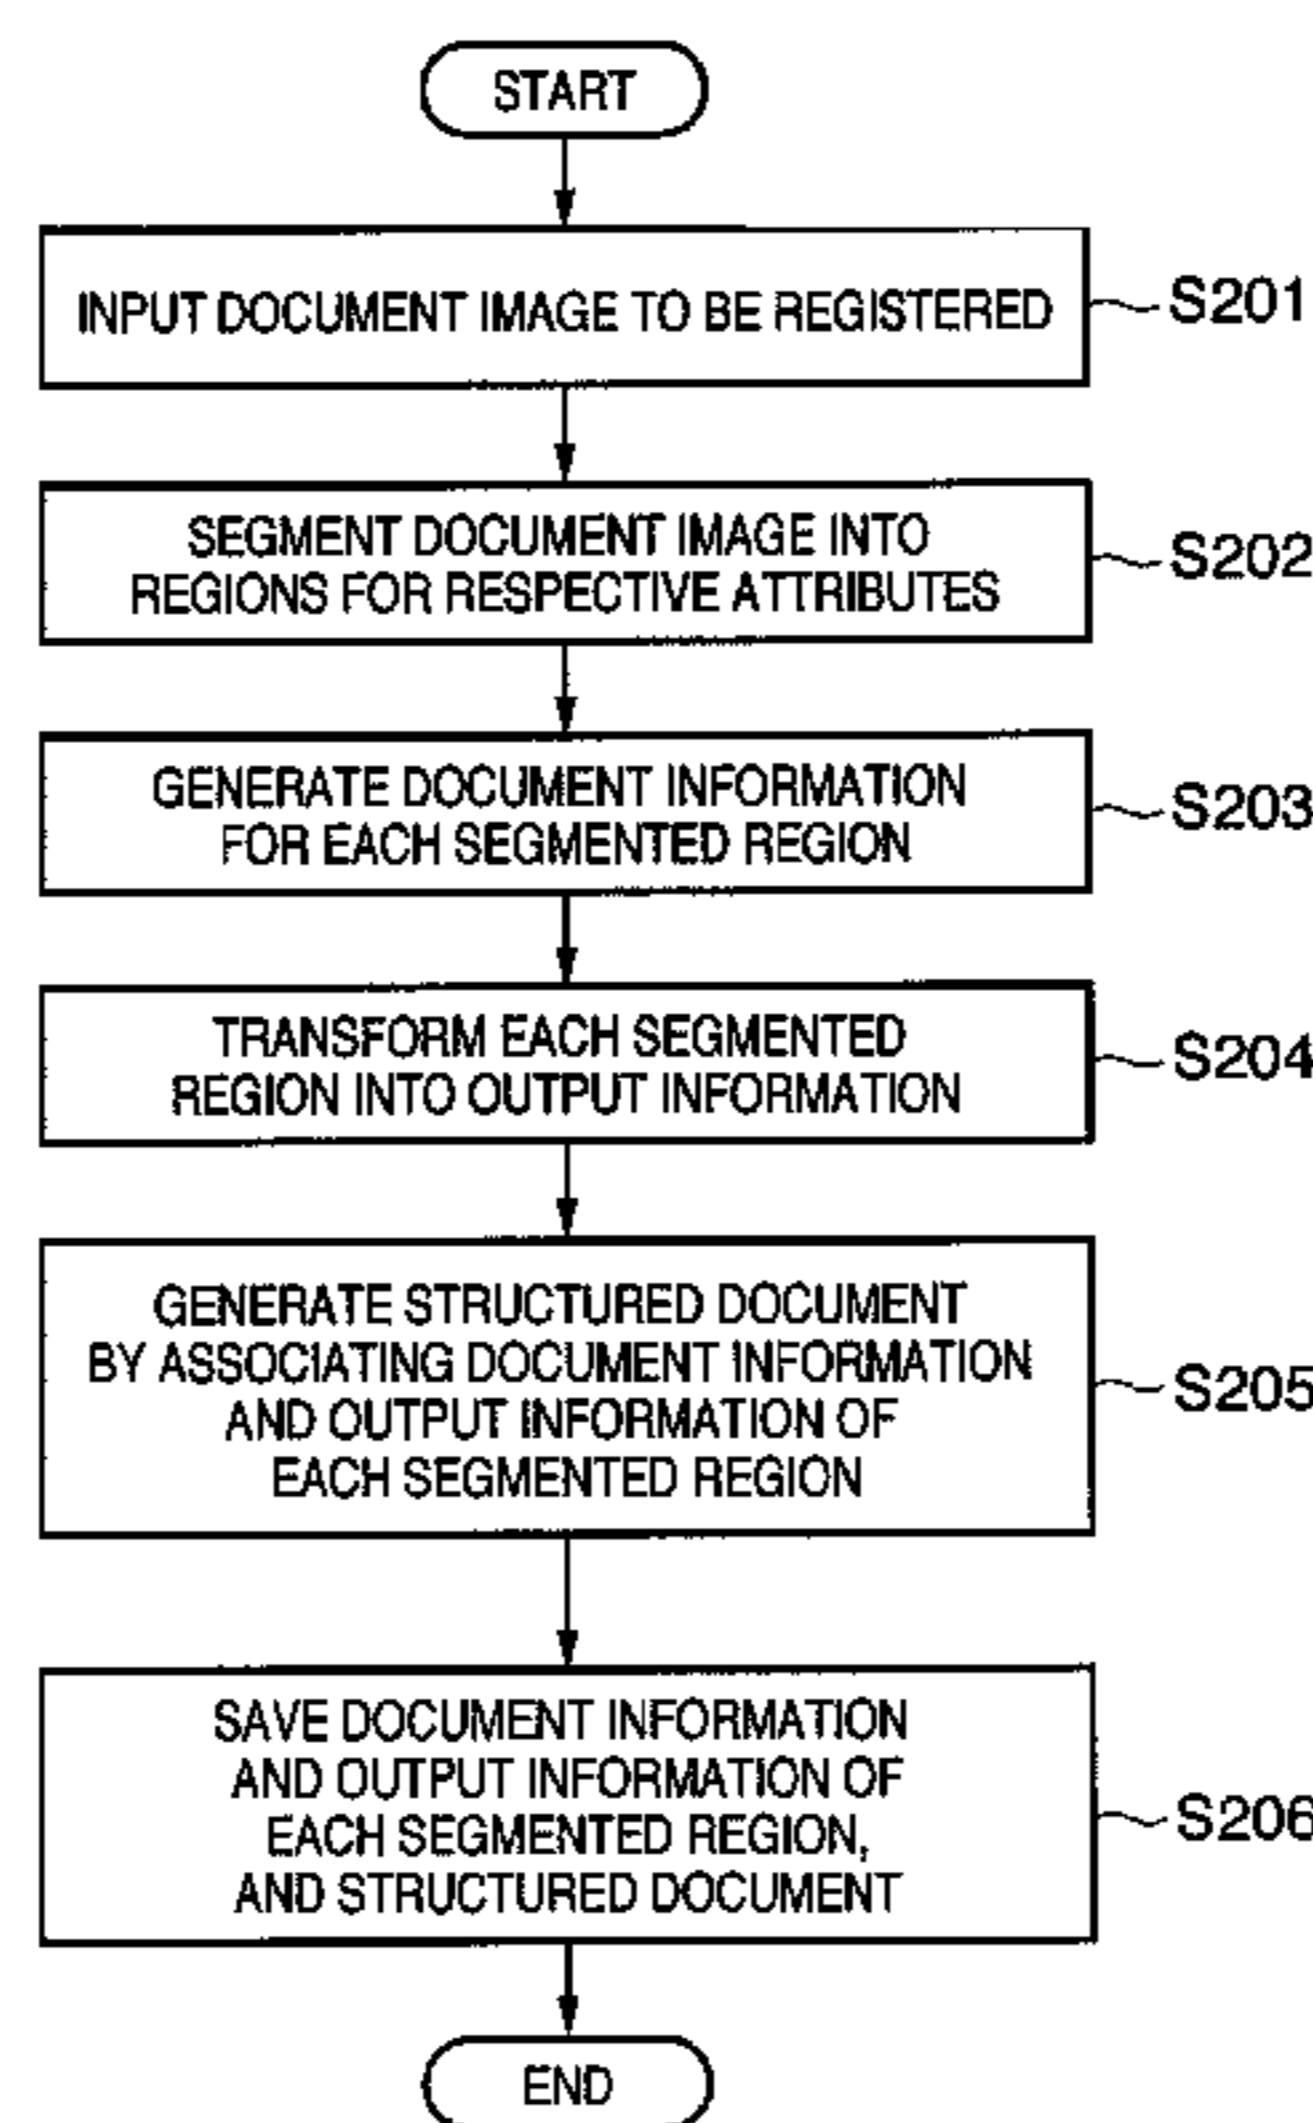 START
INPUT DOCUMENT IMAGE TO BE REGISTERED
S201
SEGMENT DOCUMENT IMAGE INTO
REGIONS FOR RESPECTIVE ATTRIBUTES
S202
GENERATE DOCUMENT INFORMATION
FOR EACH SEGMENTED REGION
S203
TRANSFORM EACH SEGMENTED
REGION INTO OUTPUT INFORMATION
S204
GENERATE STRUCTURED DOCUMENT
BY ASSOCIATING DOCUMENT INFORMATION
AND OUTPUT INFORMATION OF
EACH SEGMENTED REGION
S205
SAVE DOCUMENT INFORMATION
AND OUTPUT INFORMATION OF
EACH SEGMENTED REGION,
AND STRUCTURED DOCUMENT
S206
END